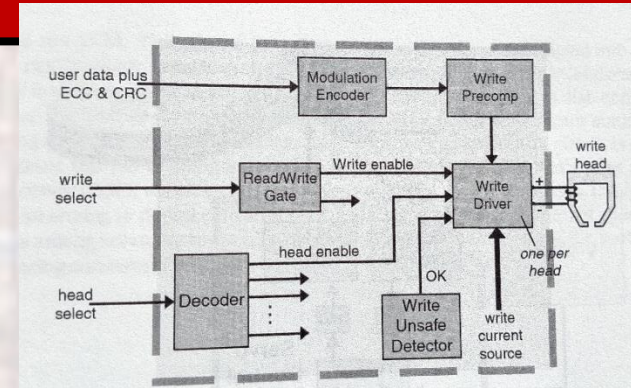 user data plus
ECC & CRC
Modulation
Encoder
Write
Precomp
write
head
write
select
Read/Write
Gate
Write enable
Write
Driver
+
-
one per
head
head enable
head
select
Decoder
OK
Write
Unsafe
Detector
write
current
source